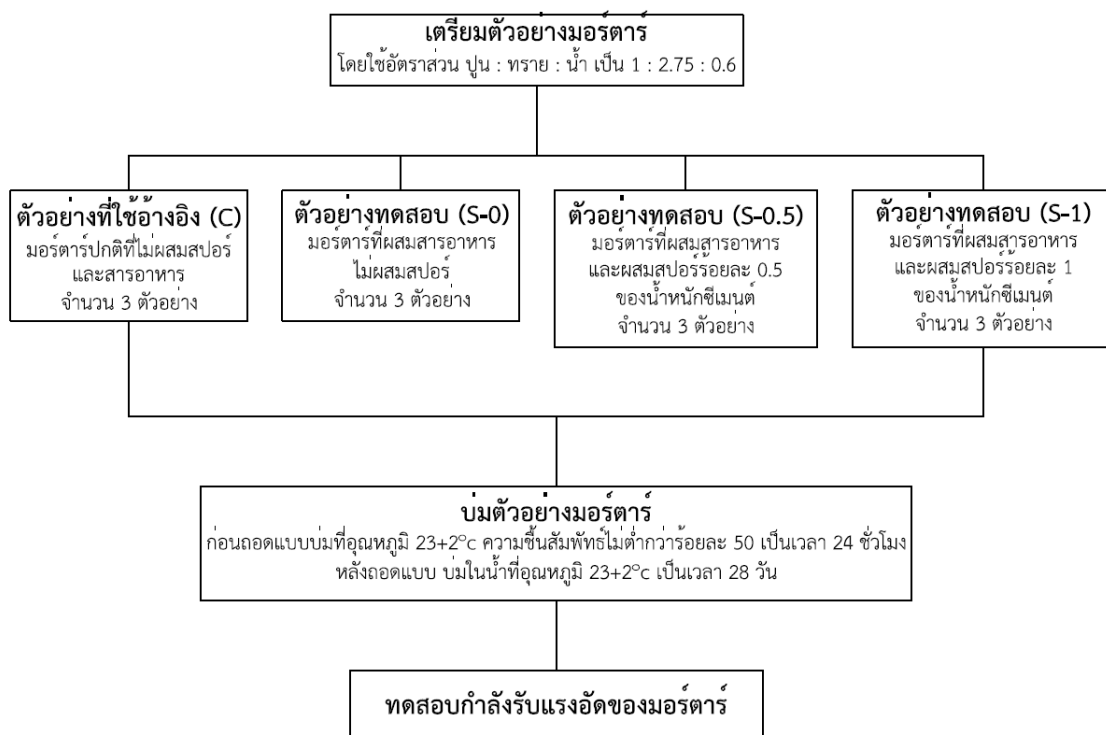 เตรียมตัวอย่างมอร์ตาร์
โดยใช้อัตราส่วน ปูน : ทราย : น้ำ เป็น 1 : 2.75 : 0.6
ตัวอย่างที่ใช้อ้างอิง (C)
มอร์ตาร์ปกติที่ไม่ผสมสปอร์
และสารอาหาร
จำนวน 3 ตัวอย่าง
ตัวอย่างทดสอบ (S-0)
มอร์ตาร์ที่ผสมสารอาหาร
ไม่ผสมสปอร์
จำนวน 3 ตัวอย่าง
ตัวอย่างทดสอบ (S-0.5)
มอร์ตาร์ที่ผสมสารอาหาร
และผสมสปอร์ร้อยละ 0.5
ของน้ำหนักซีเมนต์
จำนวน 3 ตัวอย่าง
ตัวอย่างทดสอบ (S-1)
มอร์ตาร์ที่ผสมสารอาหาร
และผสมสปอร์ร้อยละ 1
ของน้ำหนักซีเมนต์
จำนวน 3 ตัวอย่าง
บ่มตัวอย่างมอร์ตาร์
ก่อนถอดแบบบ่มที่อุณหภูมิ 23+2°c ความชื้นสัมพัทธ์ไม่ต่ำกว่าร้อยละ 50 เป็นเวลา 24 ชั่วโมง
หลังถอดแบบ บ่มในน้ำที่อุณหภูมิ 23+2°c เป็นเวลา 28 วัน
ทดสอบกำลังรับแรงอัดของมอร์ตาร์